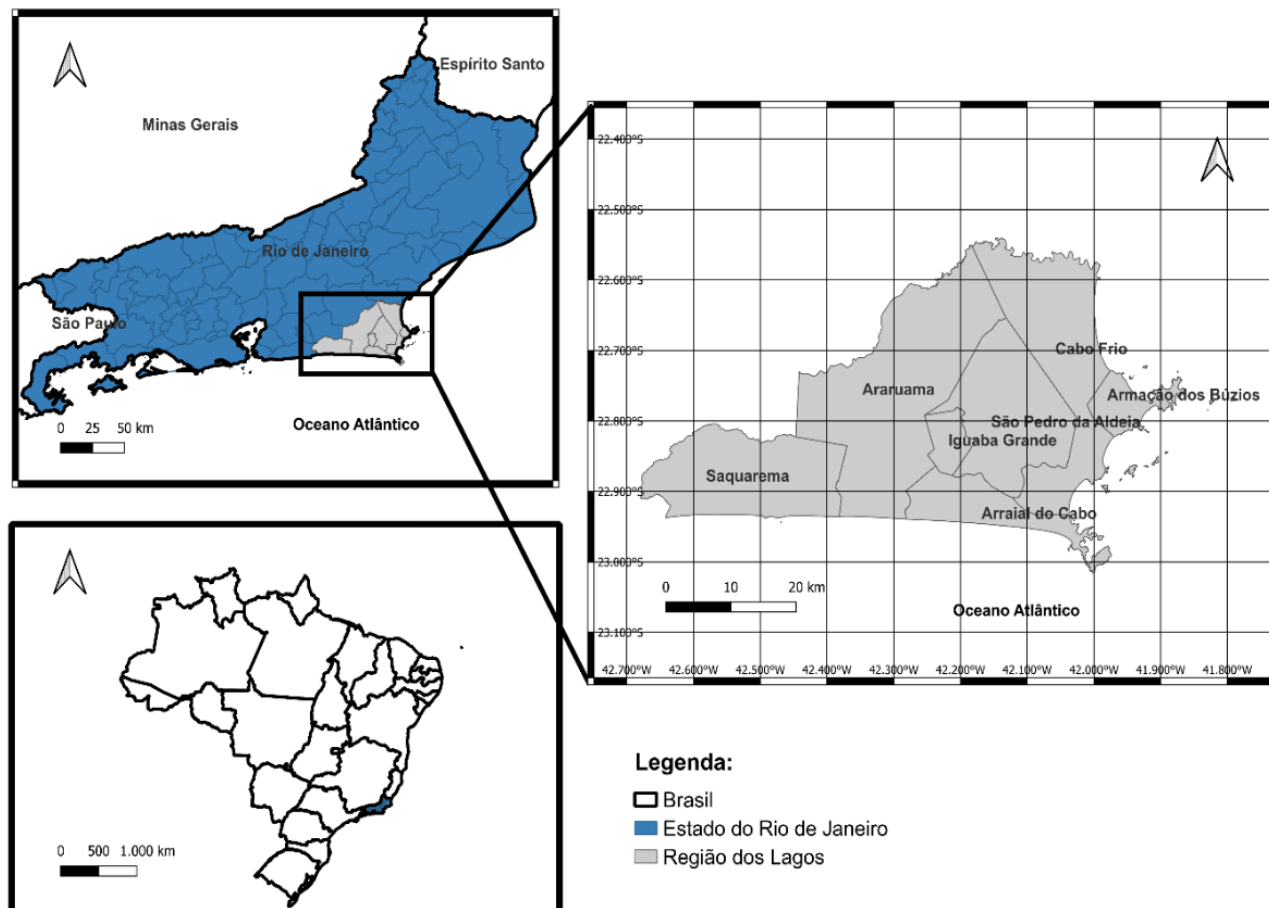 Espírito Santo
Minas Gerais
Rio de Janeiro
São Paulo
Oceano Atlântico
0 25 50 km
22.400°S
22.500°S
22.600°S
22.700°S
22.800°S
22.900°S
23.000°S
23.100°S
Cabo Frio
Araruama
Armação dos Búzios
São Pedro da Aldeia
Iguaba Grande
Saquarema
Arraial do Cabo
0 10 20 km
Oceano Atlântico
42.700°W 42.600°W 42.500°W 42.400°W 42.300°W 42.200°W 42.100°W 42.000°W 41.900°W 41.800°W
0 500 1.000 km
Legenda:
Brasil
Estado do Rio de Janeiro
Região dos Lagos